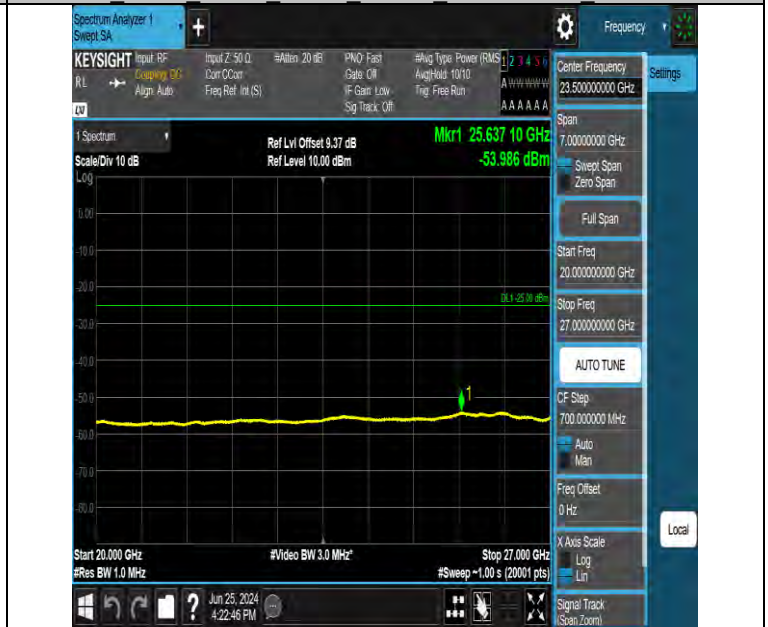 Spectrum Analyzer 1
Swept SA
+
Frequency
KEYSIGHT Input: RF Input Z: 50 Ω #Atten: 20 dB PNO: Fast #Avg Type: Power (RMS 1 2 3 4 5 6
RL Coupling: DC Corr CCorr Gate: Off Avg|Hold: 10/10 A W W W W W
Align: Auto Freq Ref: Int (S) IF Gain: Low Trig: Free Run
Sig Track: Off A A A A A A
LXI
Settings
Center Frequency
23.500000000 GHz
Span
7.00000000 GHz
Swept Span
Zero Span
Full Span
Start Freq
20.000000000 GHz
Stop Freq
27.000000000 GHz
AUTO TUNE
CF Step
700.000000 MHz
Auto
Man
Freq Offset
0 Hz
X Axis Scale
Log
Lin
Signal Track
(Span Zoom)
Local
1 Spectrum
Ref Lvl Offset 9.37 dB
Mkr1 25.637 10 GHz
Scale/Div 10 dB
Ref Level 10.00 dBm
-53.986 dBm
Log
0.00
-10.0
-20.0
DL1 -25.00 dBm
-30.0
-40.0
-50.0
1
-60.0
-70.0
-80.0
Start 20.000 GHz #Video BW 3.0 MHz* Stop 27.000 GHz
#Res BW 1.0 MHz #Sweep ~1.00 s (20001 pts)
? Jun 25, 2024
4:22:46 PM